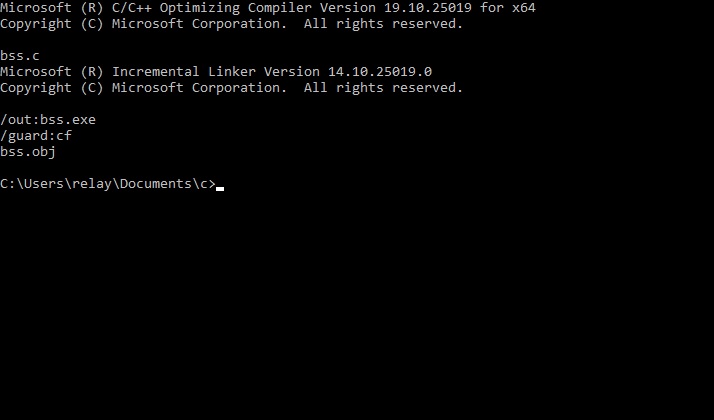 Microsoft (R) C/C++ Optimizing Compiler Version 19.10.25019 for x64
Copyright (C) Microsoft Corporation.  All rights reserved.
bss.c
Microsoft (R) Incremental Linker Version 14.10.25019.0
Copyright (C) Microsoft Corporation.  All rights reserved.
/out:bss.exe
/guard:cf
bss.obj
C:\Users\relay\Documents\c>